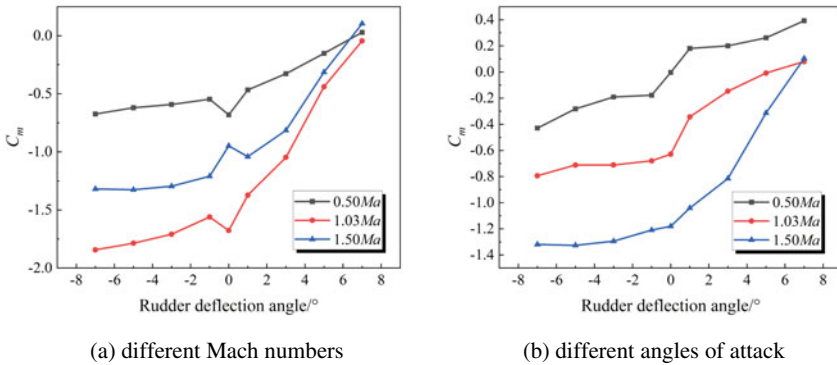 0.0
-0.5
-1.0
-1.5
-2.0
C_m
-8 -6 -4 -2 0 2 4 6 8
Rudder deflection angle/°
0.50Ma
1.03Ma
1.50Ma
(a) different Mach numbers
0.4
0.2
0.0
-0.2
-0.4
-0.6
-0.8
-1.0
-1.2
-1.4
C_m
-8 -6 -4 -2 0 2 4 6 8
Rudder deflection angle/°
0.50Ma
1.03Ma
1.50Ma
(b) different angles of attack